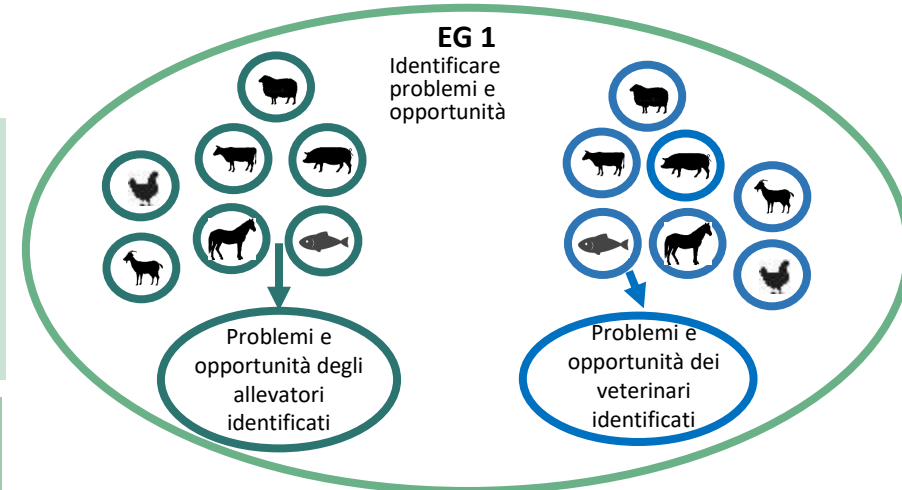 EG 1
Identificare
problemi e
opportunità
Problemi e
opportunità degli
allevatori
identificati
Problemi e
opportunità dei
veterinari
identificati